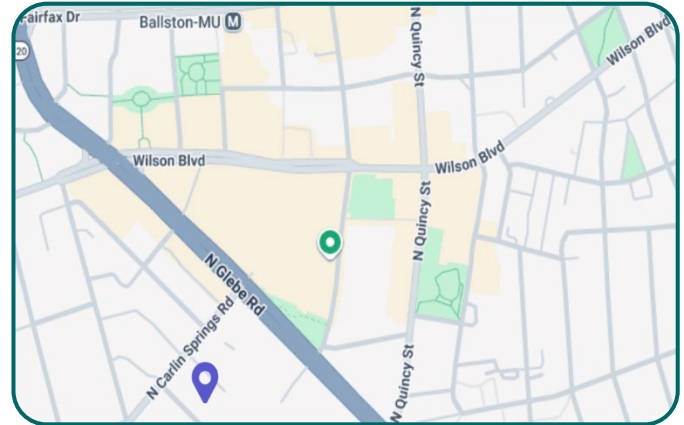 Fairfax Dr
Ballston-MU M
N Quincy St
Wilson Blvd
20
Wilson Blvd
Wilson Blvd
N Quincy St
N Glebe Rd
N Carlin Springs Rd
N Quincy St